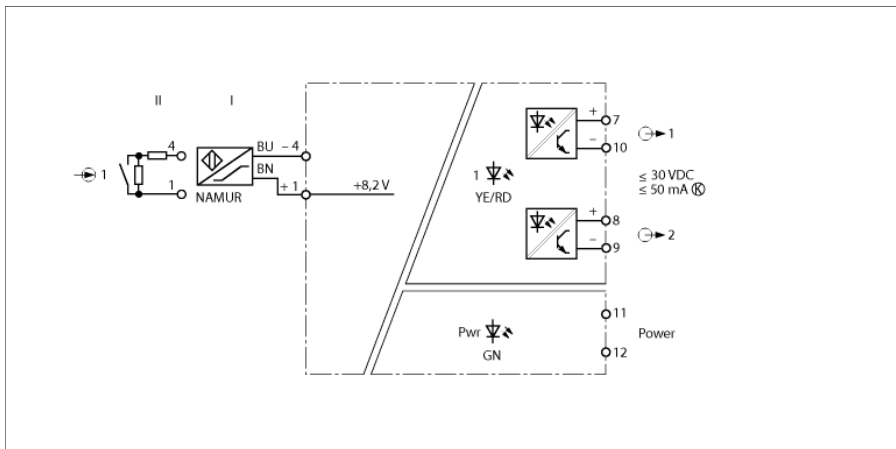 II I
4 BU – 4
1 1 BN + 1 +8,2 V
NAMUR
1
YE/RD
+ 7
– 10
1
≤ 30 VDC
≤ 50 mA Ⓚ
+ 8
– 9
2
Pwr
GN
11
12
Power